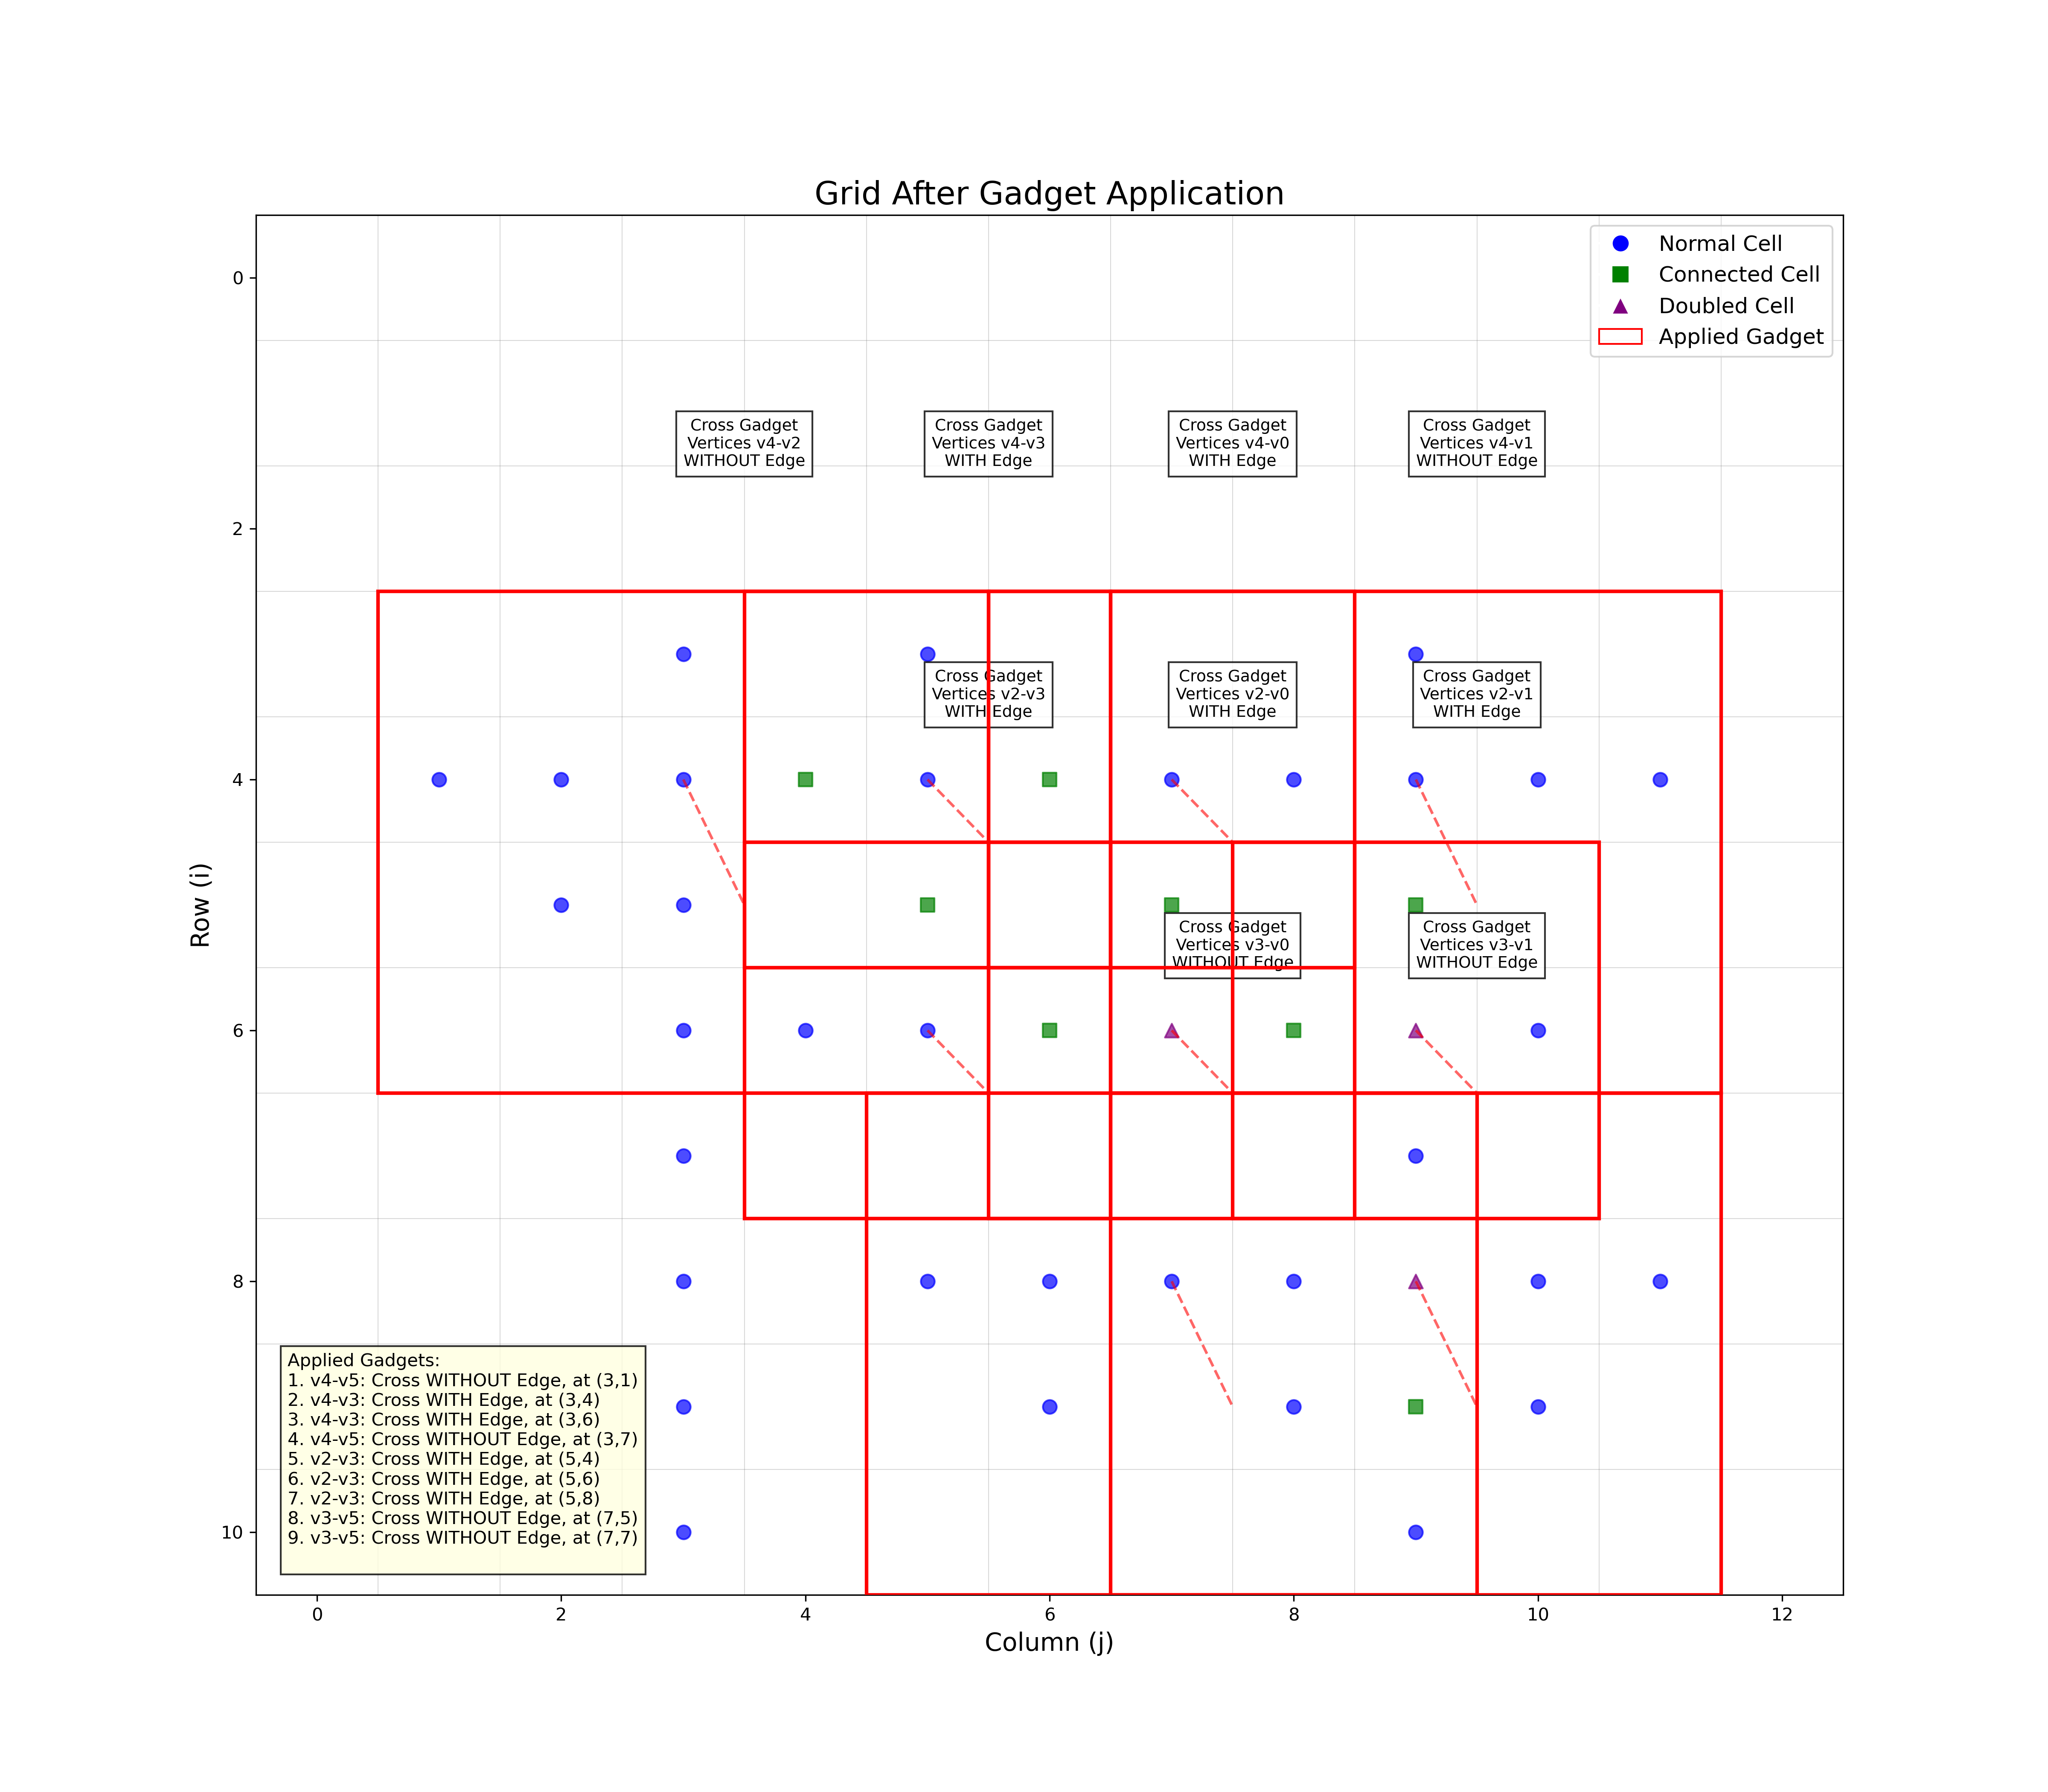 Grid After Gadget Application
Normal Cell
Connected Cell
Doubled Cell
Applied Gadget
0
2
4
6
8
10
Row (i)
Cross Gadget
Vertices v4-v2
WITHOUT Edge
Cross Gadget
Vertices v4-v3
WITH Edge
Cross Gadget
Vertices v4-v0
WITH Edge
Cross Gadget
Vertices v4-v1
WITHOUT Edge
Cross Gadget
Vertices v2-v3
WITH Edge
Cross Gadget
Vertices v2-v0
WITH Edge
Cross Gadget
Vertices v2-v1
WITH Edge
Cross Gadget
Vertices v3-v0
WITHOUT Edge
Cross Gadget
Vertices v3-v1
WITHOUT Edge
Applied Gadgets:
1. v4-v5: Cross WITHOUT Edge, at (3,1)
2. v4-v3: Cross WITH Edge, at (3,4)
3. v4-v3: Cross WITH Edge, at (3,6)
4. v4-v5: Cross WITHOUT Edge, at (3,7)
5. v2-v3: Cross WITH Edge, at (5,4)
6. v2-v3: Cross WITH Edge, at (5,6)
7. v2-v3: Cross WITH Edge, at (5,8)
8. v3-v5: Cross WITHOUT Edge, at (7,5)
9. v3-v5: Cross WITHOUT Edge, at (7,7)
0 2 4 6 8 10 12
Column (j)